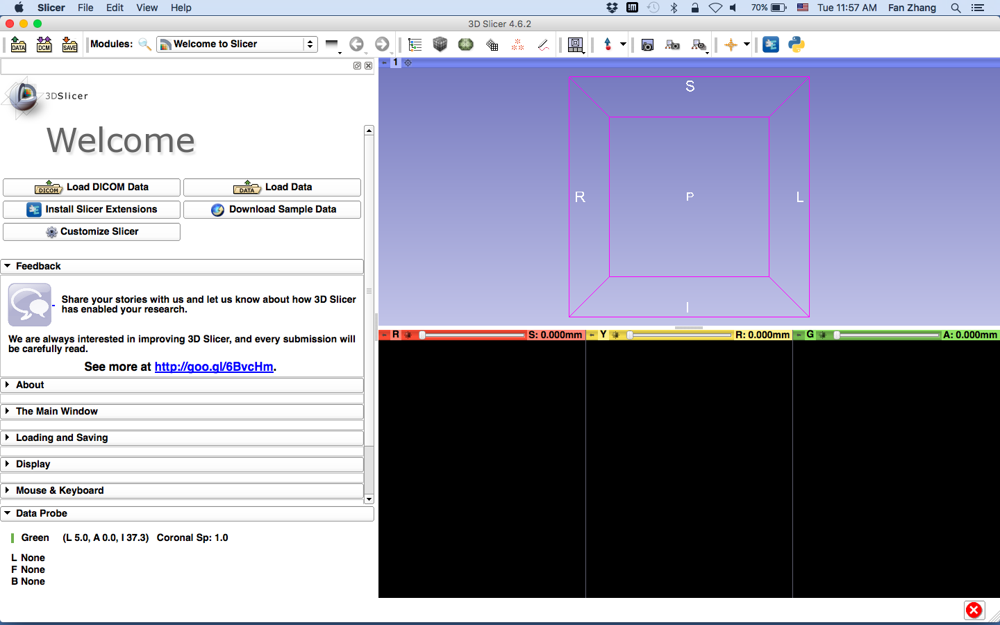 Slicer File Edit View Help 70% Tue 11:57 AM Fan Zhang
3D Slicer 4.6.2
DATA DCM SAVE Modules: Welcome to Slicer
1
3DSlicer
Welcome
DICOM Load DICOM Data DATA Load Data
Install Slicer Extensions Download Sample Data
Customize Slicer
Feedback
Share your stories with us and let us know about how 3D Slicer
has enabled your research.
We are always interested in improving 3D Slicer, and every submission will
be carefully read.
See more at http://goo.gl/6BvcHm.
About
The Main Window
Loading and Saving
Display
Mouse & Keyboard
Data Probe
Green (L 5.0, A 0.0, I 37.3) Coronal Sp: 1.0
L None
F None
B None
S
R P L
I
R S: 0.000mm Y R: 0.000mm G A: 0.000mm